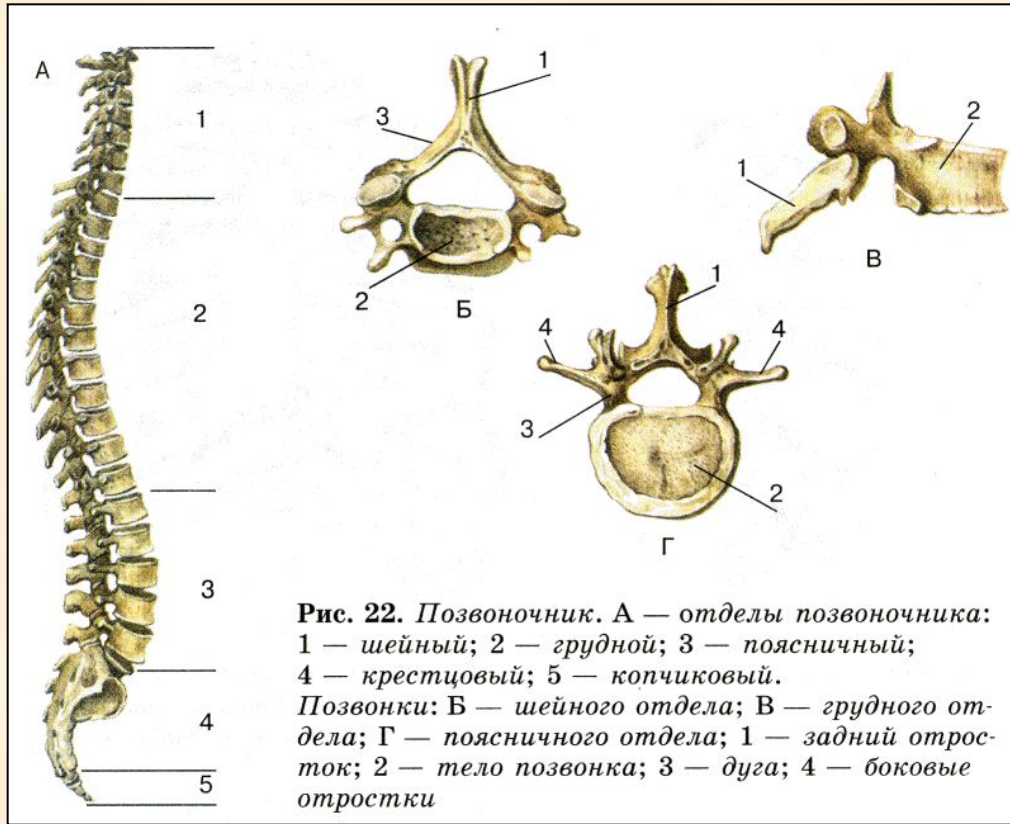 А
1
2
3
4
5
1
3
2
Б
1
2
В
1
4
4
3
2
Г
Рис. 22. Позвоночник. А — отделы позвоночника:
1 — шейный; 2 — грудной; 3 — поясничный;
4 — крестцовый; 5 — копчиковый.
Позвонки: Б — шейного отдела; В — грудного от-
дела; Г — поясничного отдела; 1 — задний отрос-
ток; 2 — тело позвонка; 3 — дуга; 4 — боковые
отростки